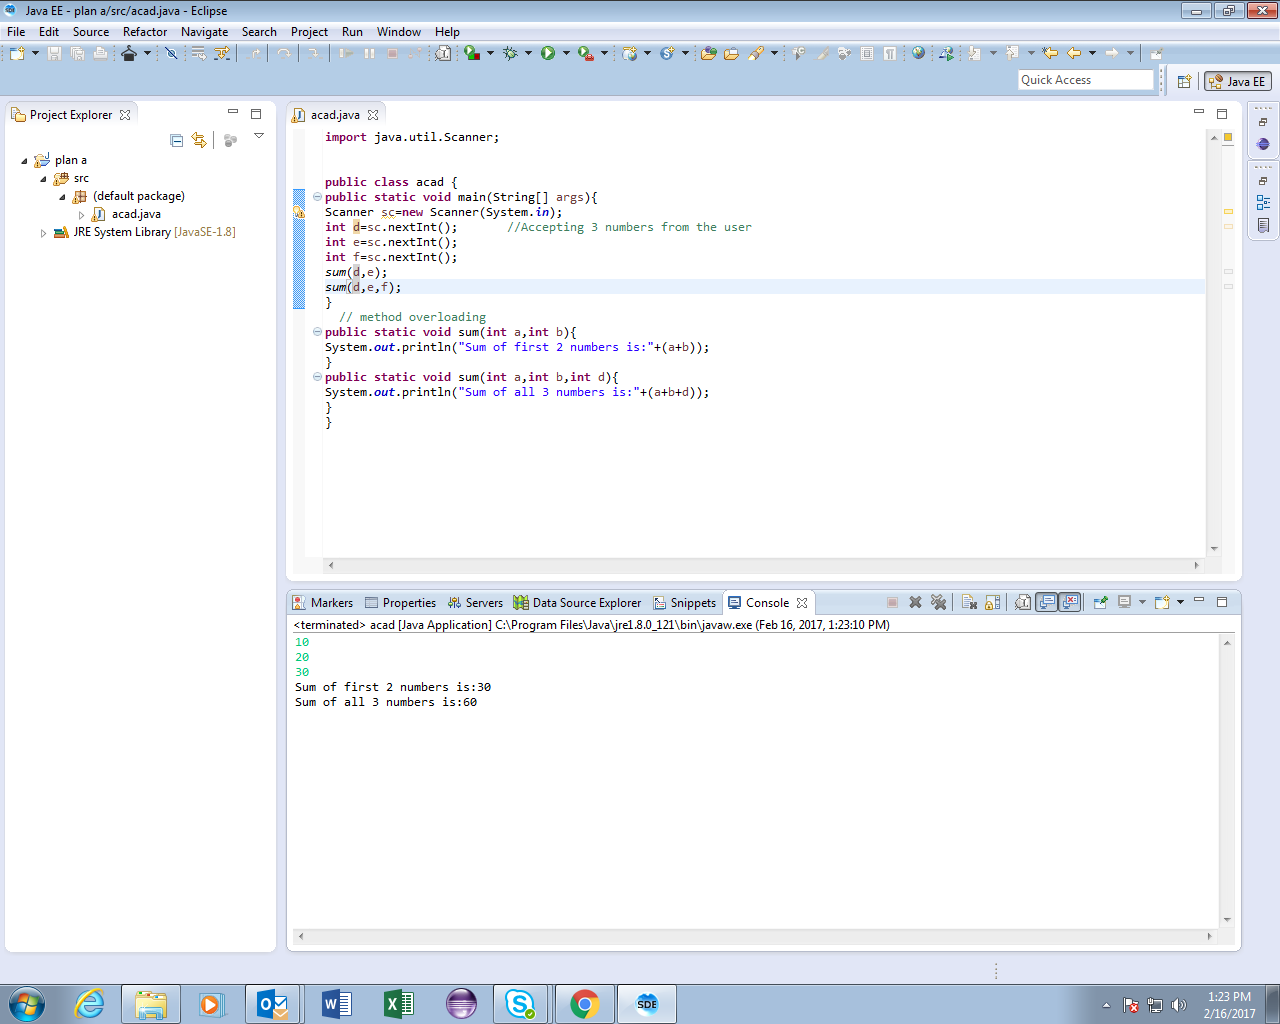 Java EE - plan a/src/acad.java - Eclipse
File Edit Source Refactor Navigate Search Project Run Window Help
Quick Access
Java EE
Project Explorer
plan a
src
(default package)
acad.java
JRE System Library [JavaSE-1.8]
acad.java
import java.util.Scanner;
public class acad {
public static void main(String[] args){
Scanner sc=new Scanner(System.in);
int d=sc.nextInt();       //Accepting 3 numbers from the user
int e=sc.nextInt();
int f=sc.nextInt();
sum(d,e);
sum(d,e,f);
}
// method overloading
public static void sum(int a,int b){
System.out.println("Sum of first 2 numbers is:"+(a+b));
}
public static void sum(int a,int b,int d){
System.out.println("Sum of all 3 numbers is:"+(a+b+d));
}
}
Markers Properties Servers Data Source Explorer Snippets Console
<terminated> acad [Java Application] C:\Program Files\Java\jre1.8.0_121\bin\javaw.exe (Feb 16, 2017, 1:23:10 PM)
10
20
30
Sum of first 2 numbers is:30
Sum of all 3 numbers is:60
SDE
1:23 PM
2/16/2017